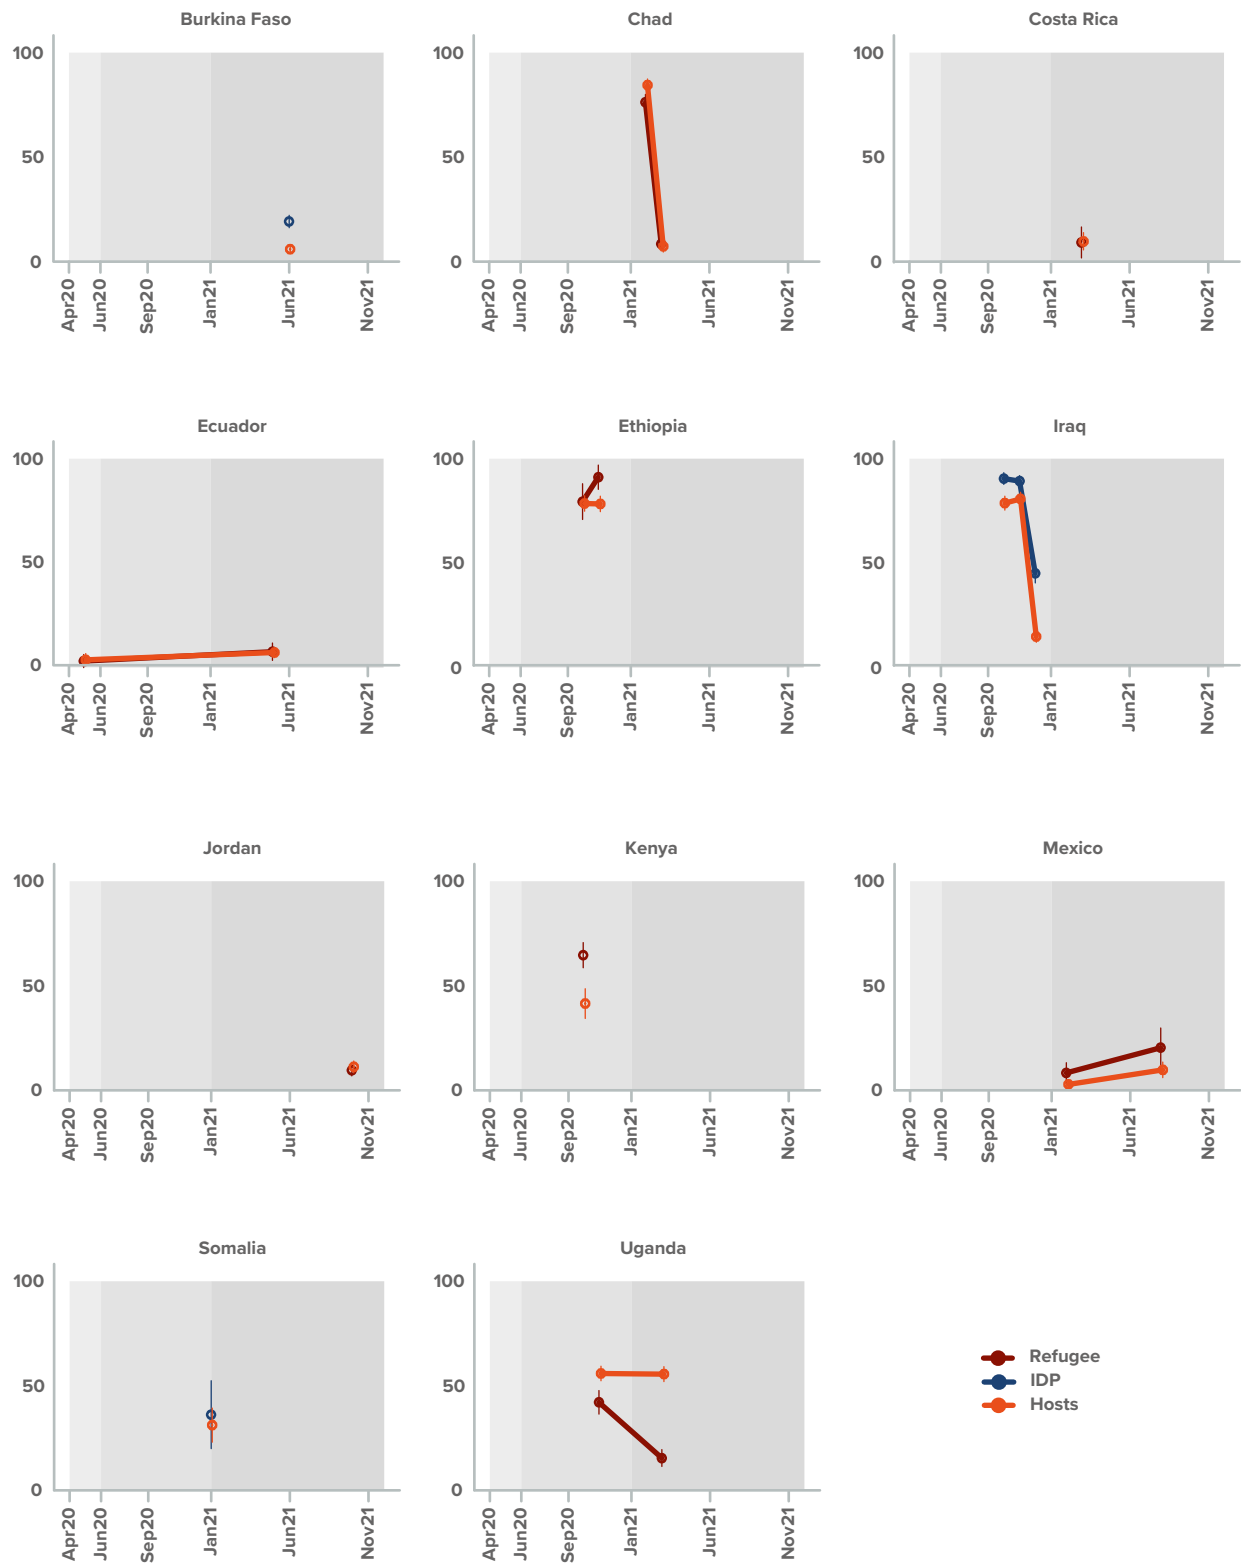 Burkina Faso
Chad
Costa Rica
100
50
0
Apr20
Jun20
Sep20
Jan21
Jun21
Nov21
100
50
0
Apr20
Jun20
Sep20
Jan21
Jun21
Nov21
100
50
0
Apr20
Jun20
Sep20
Jan21
Jun21
Nov21
Ecuador
Ethiopia
Iraq
100
50
0
Apr20
Jun20
Sep20
Jan21
Jun21
Nov21
100
50
0
Apr20
Jun20
Sep20
Jan21
Jun21
Nov21
100
50
0
Apr20
Jun20
Sep20
Jan21
Jun21
Nov21
Jordan
Kenya
Mexico
100
50
0
Apr20
Jun20
Sep20
Jan21
Jun21
Nov21
100
50
0
Apr20
Jun20
Sep20
Jan21
Jun21
Nov21
100
50
0
Apr20
Jun20
Sep20
Jan21
Jun21
Nov21
Somalia
Uganda
100
50
0
Apr20
Jun20
Sep20
Jan21
Jun21
Nov21
100
50
0
Apr20
Jun20
Sep20
Jan21
Jun21
Nov21
Refugee
IDP
Hosts